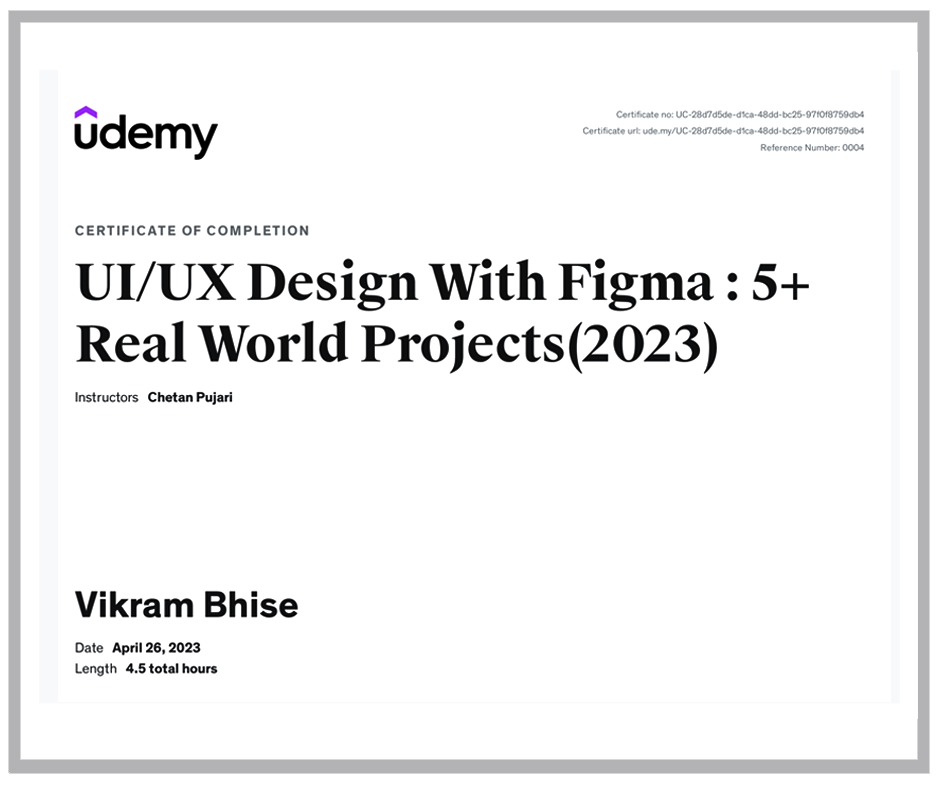 udemy
Certificate no: UC-28d7d5de-d1ca-48dd-bc25-97f0f8759db4
Certificate url: ude.my/UC-28d7d5de-d1ca-48dd-bc25-97f0f8759db4
Reference Number: 0004
CERTIFICATE OF COMPLETION
UI/UX Design With Figma : 5+
Real World Projects(2023)
Instructors Chetan Pujari
Vikram Bhise
Date April 26, 2023
Length 4.5 total hours